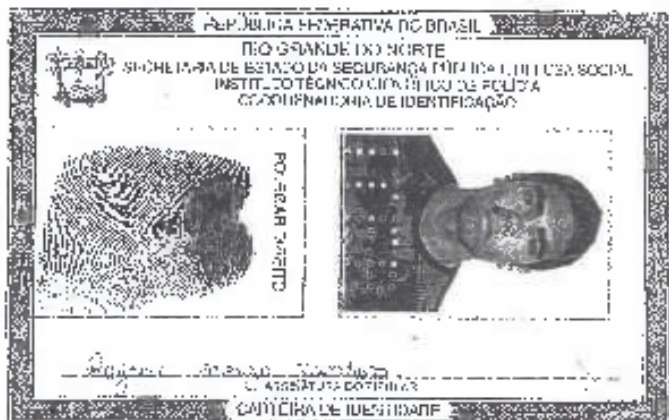 REPÚBLICA FEDERATIVA DO BRASIL
RIO GRANDE DO NORTE
SECRETARIA DE ESTADO DA SEGURANÇA PÚBLICA E DEFESA SOCIAL
INSTITUTO TÉCNICO CIENTÍFICO DE POLÍCIA
COORDENADORIA DE IDENTIFICAÇÃO
POLEGAR DIREITO
ASSINATURA DO TITULAR
CARTEIRA DE IDENTIDADE